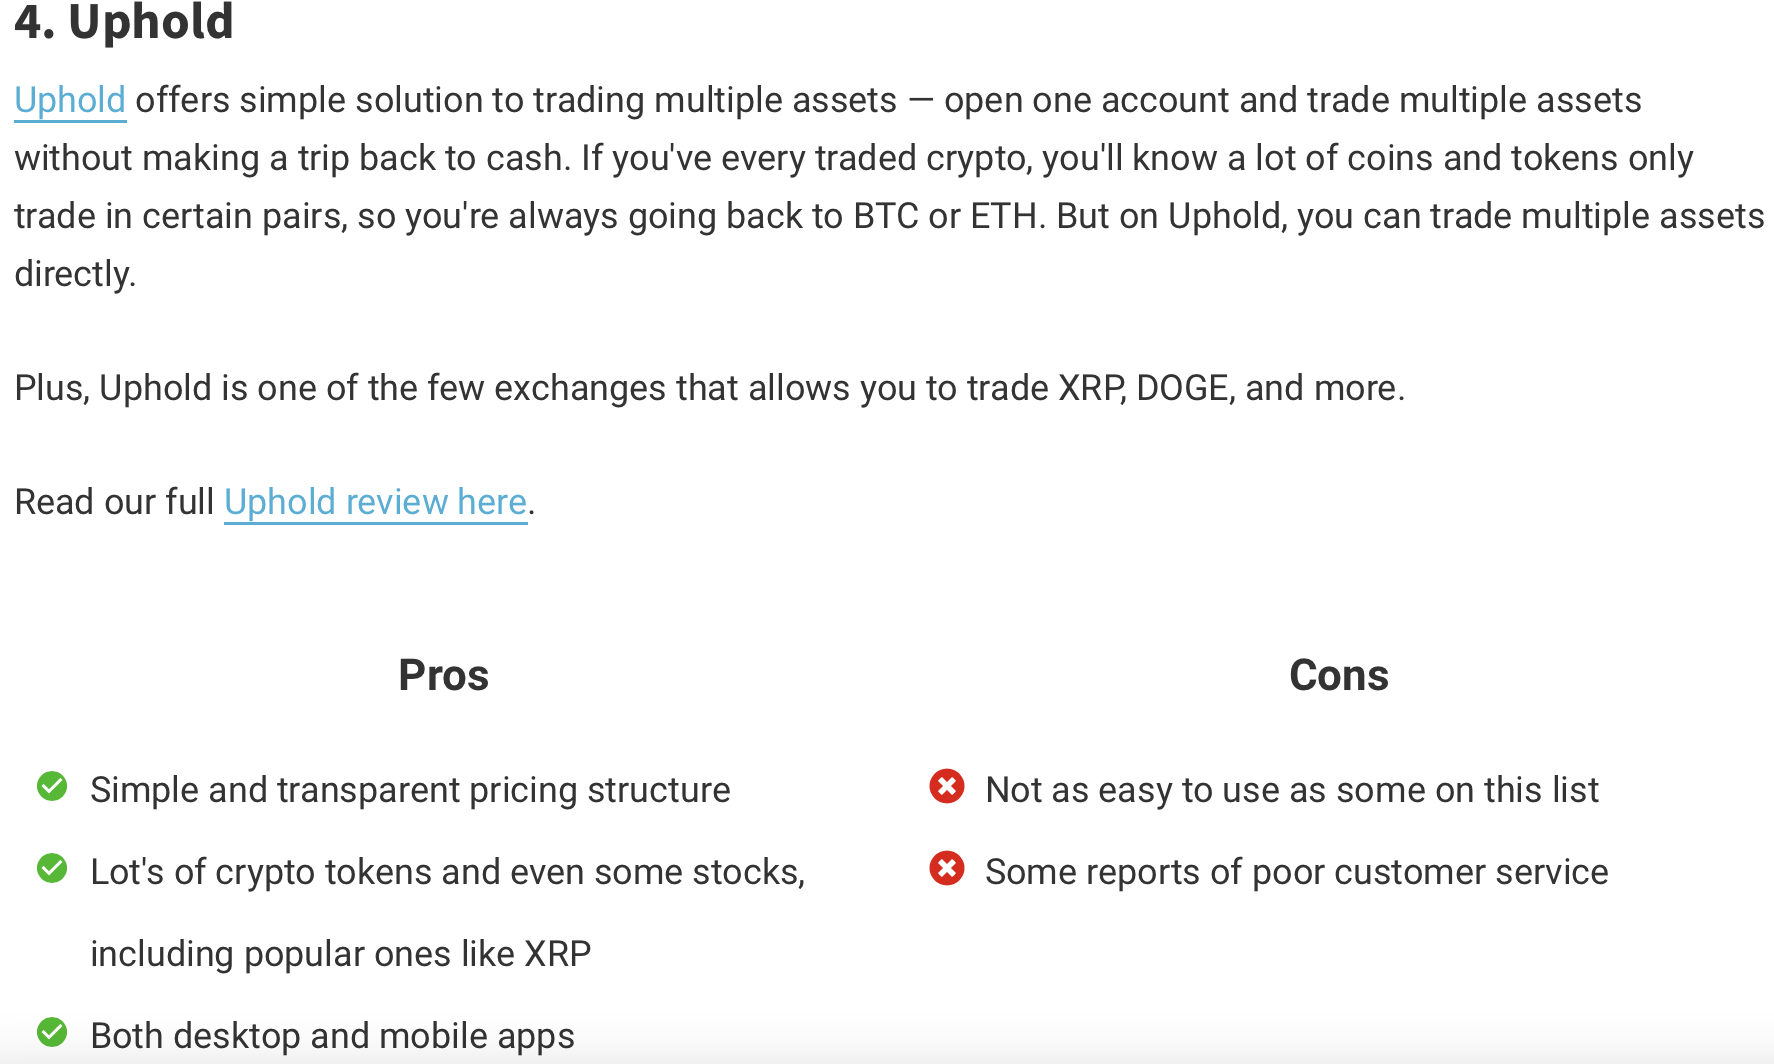 4. Uphold
Uphold offers simple solution to trading multiple assets — open one account and trade multiple assets
without making a trip back to cash. If you've every traded crypto, you'll know a lot of coins and tokens only
trade in certain pairs, so you're always going back to BTC or ETH. But on Uphold, you can trade multiple assets
directly.
Plus, Uphold is one of the few exchanges that allows you to trade XRP, DOGE, and more.
Read our full Uphold review here.
Pros
Simple and transparent pricing structure
Lot's of crypto tokens and even some stocks,
including popular ones like XRP
Both desktop and mobile apps
Cons
Not as easy to use as some on this list
Some reports of poor customer service